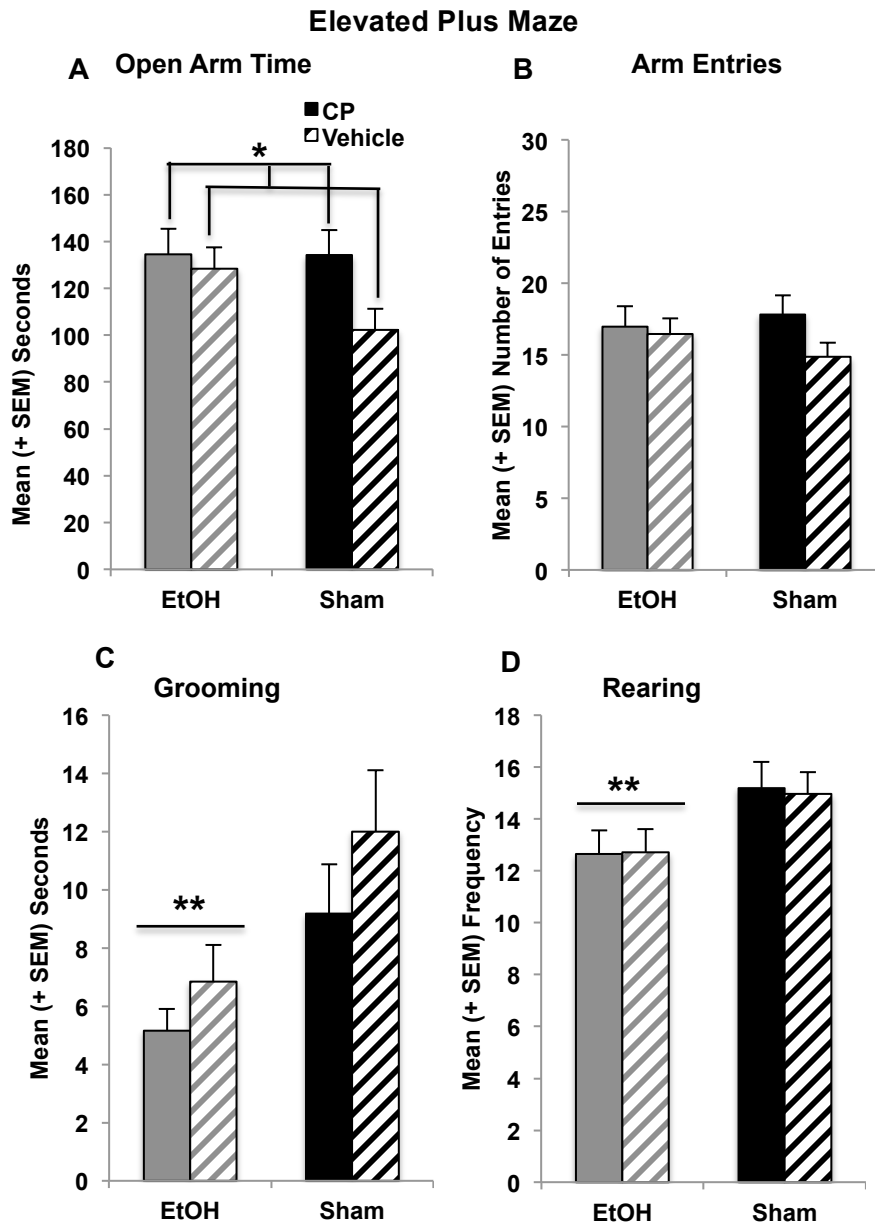 Elevated Plus Maze
A Open Arm Time
CP
Vehicle
*
Mean (+ SEM) Seconds
180
160
140
120
100
80
60
40
20
0
EtOH Sham
B Arm Entries
Mean (+ SEM) Number of Entries
30
25
20
15
10
5
0
EtOH Sham
C
Grooming
**
Mean (+ SEM) Seconds
16
14
12
10
8
6
4
2
0
EtOH Sham
D
Rearing
**
Mean (+ SEM) Frequency
18
16
14
12
10
8
6
4
2
0
EtOH Sham